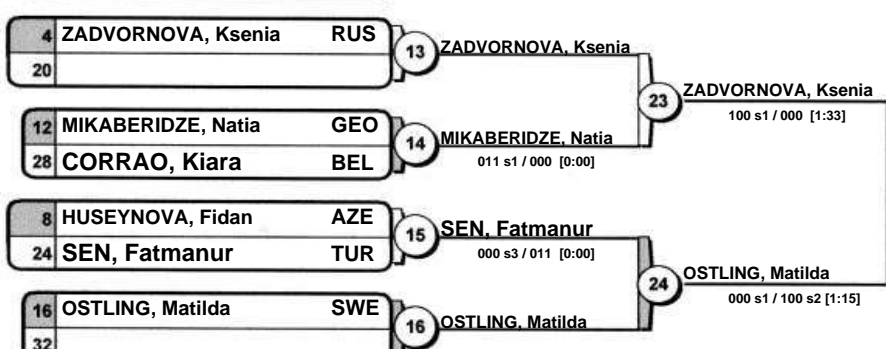 4 ZADVORNOVA, Ksenia RUS
20
13 ZADVORNOVA, Ksenia
12 MIKABERIDZE, Natia GEO
28 CORRAO, Kiara BEL
14 MIKABERIDZE, Natia
011 s1 / 000 [0:00]
23 ZADVORNOVA, Ksenia
100 s1 / 000 [1:33]
8 HUSEYNOVA, Fidan AZE
24 SEN, Fatmanur TUR
15 SEN, Fatmanur
000 s3 / 011 [0:00]
16 OSTLING, Matilda SWE
32
16 OSTLING, Matilda
24 OSTLING, Matilda
000 s1 / 100 s2 [1:15]